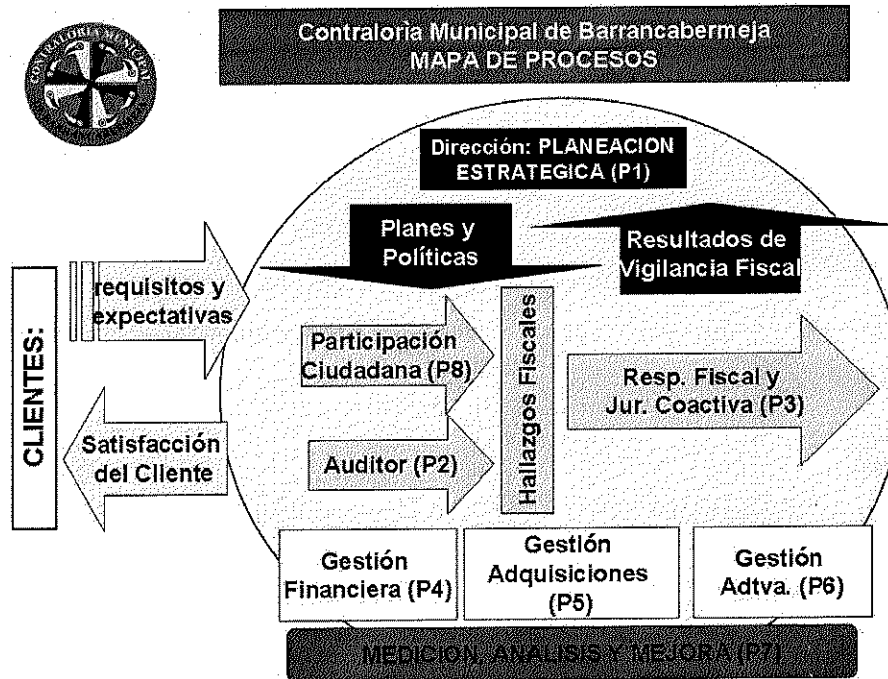 CONTRALORIA MUNICIPAL
Contraloría Municipal de Barrancabermeja
MAPA DE PROCESOS
Dirección: PLANEACION
ESTRATEGICA (P1)
Planes y
Políticas
Resultados de
Vigilancia Fiscal
CLIENTES:
requisitos y
expectativas
Satisfacción
del Cliente
Participación
Ciudadana (P8)
Auditor (P2)
Hallazgos Fiscales
Resp. Fiscal y
Jur. Coactiva (P3)
Gestión
Financiera (P4)
Gestión
Adquisiciones
(P5)
Gestión
Adtva. (P6)
MEDICION, ANALISIS Y MEJORA (P7)